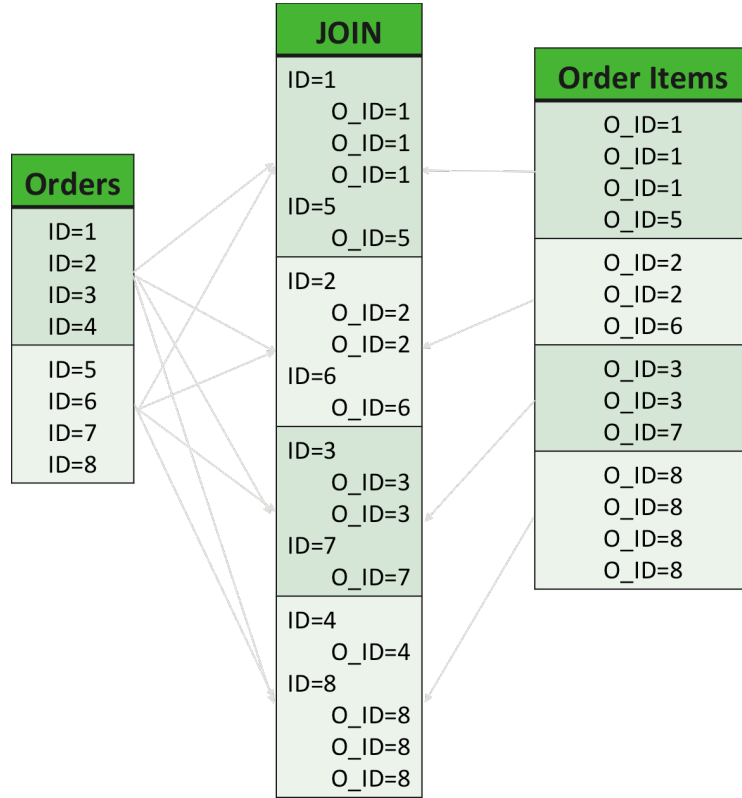 Orders
ID=1
ID=2
ID=3
ID=4
ID=5
ID=6
ID=7
ID=8
JOIN
ID=1
O_ID=1
O_ID=1
O_ID=1
ID=5
O_ID=5
ID=2
O_ID=2
O_ID=2
ID=6
O_ID=6
ID=3
O_ID=3
O_ID=3
ID=7
O_ID=7
ID=4
O_ID=4
ID=8
O_ID=8
O_ID=8
O_ID=8
Order Items
O_ID=1
O_ID=1
O_ID=1
O_ID=5
O_ID=2
O_ID=2
O_ID=6
O_ID=3
O_ID=3
O_ID=7
O_ID=8
O_ID=8
O_ID=8
O_ID=8